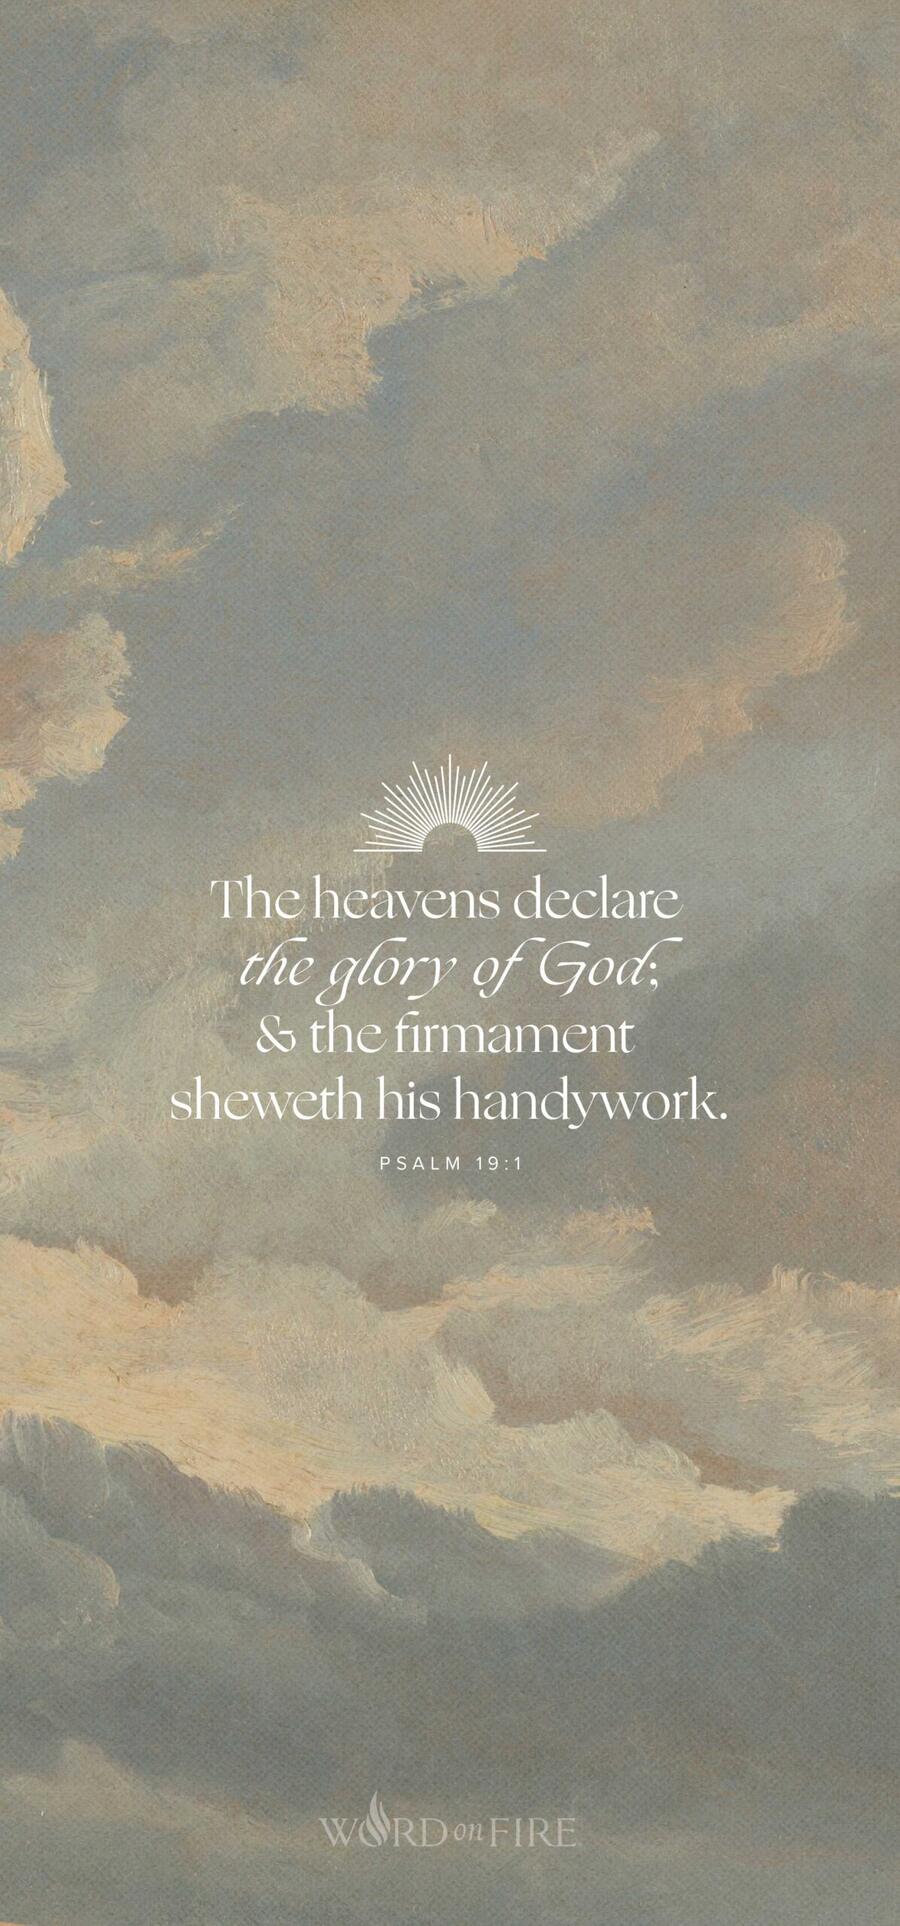 The heavens declare
the glory of God;
& the firmament
sheweth his handywork.
PSALM 19:1
WORD on FIRE